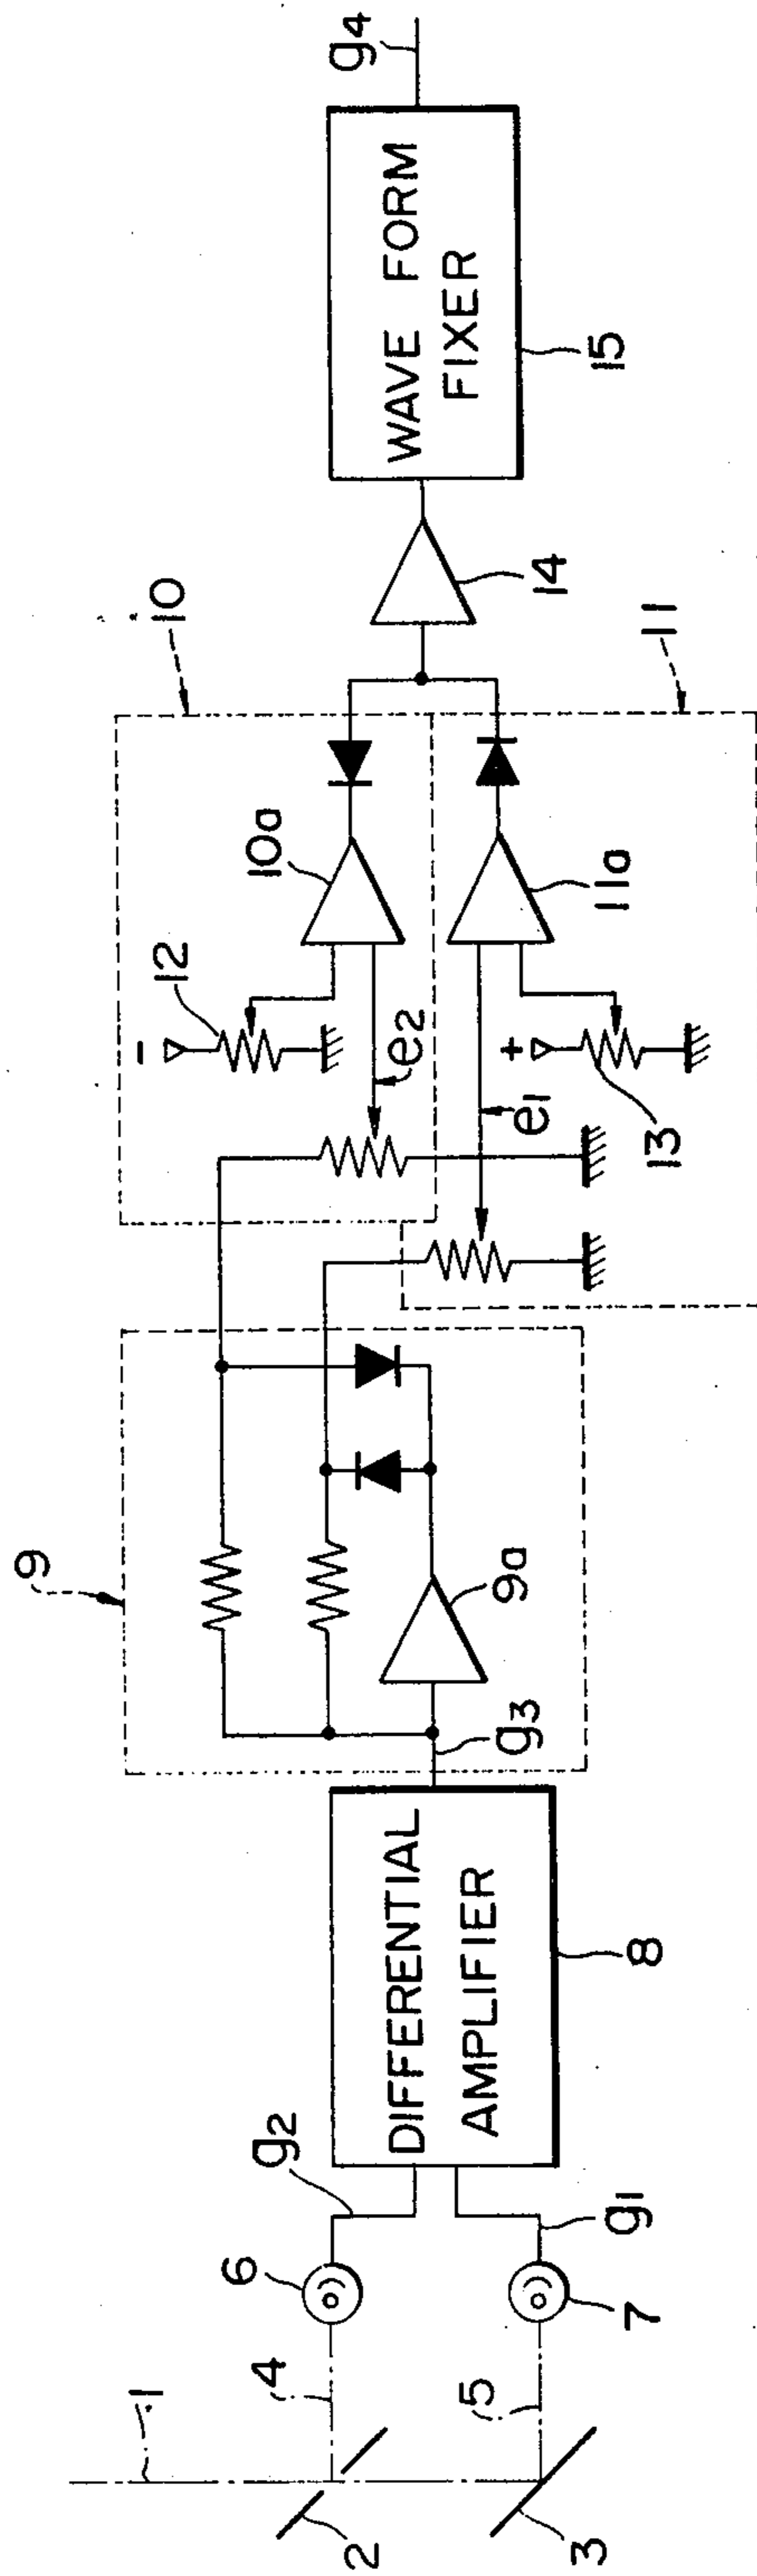 1
2
3
4
5
6
7
g2
g1
DIFFERENTIAL
AMPLIFIER
8
g3
9
9a
10
12
-
e2
10a
11
e1
+
13
11a
14
WAVE FORM
FIXER
15
g4